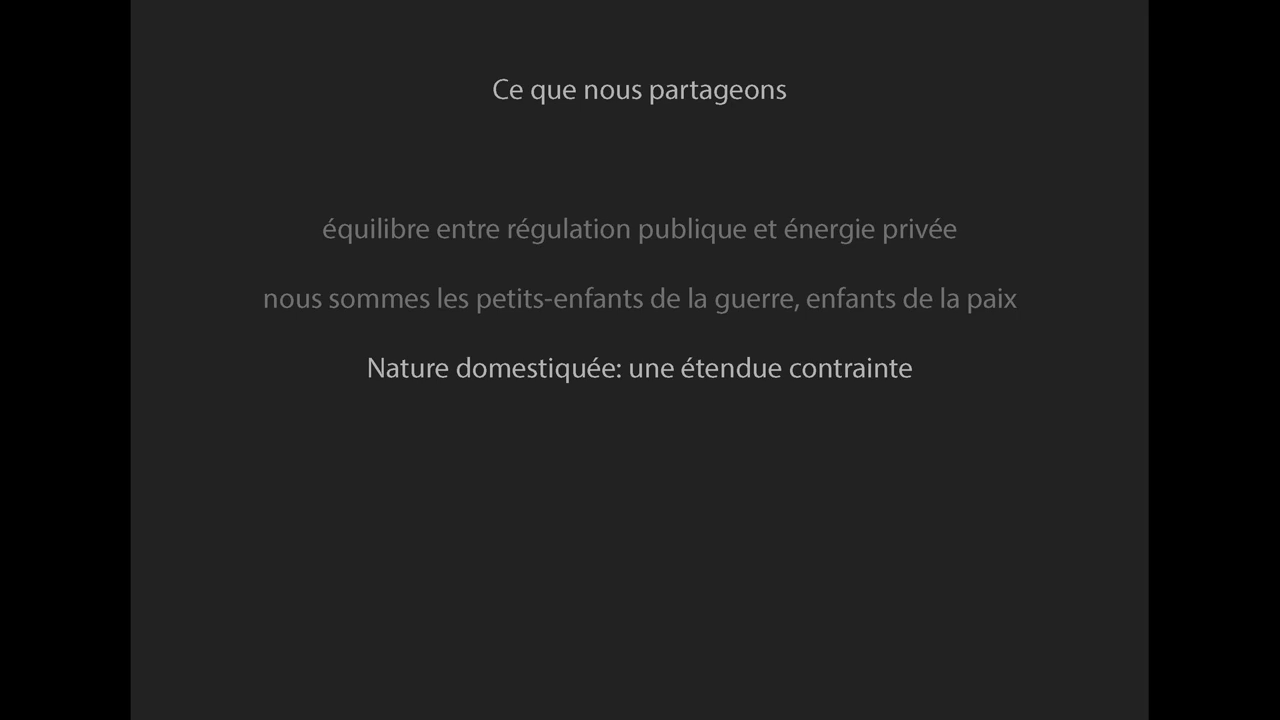 Ce que nous partageons
équilibre entre régulation publique et énergie privée
nous sommes les petits-enfants de la guerre, enfants de la paix
Nature domestiquée: une étendue contrainte